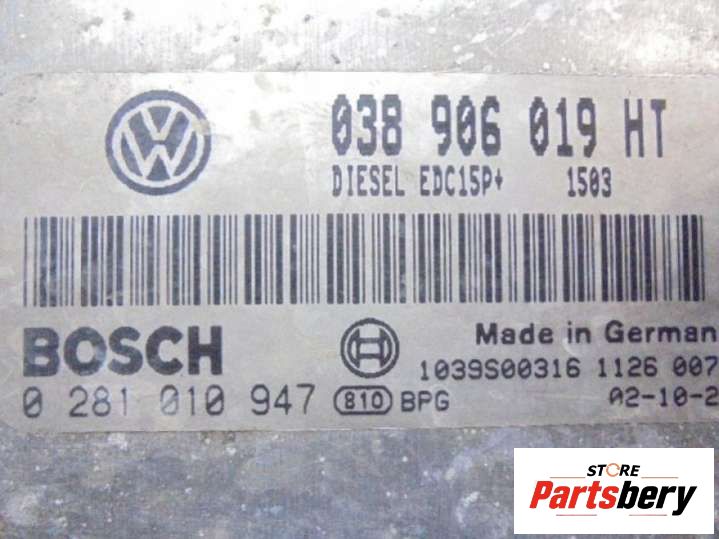 038 906 019 HT
DIESEL EDC15P+ 1503
BOSCH
Made in German
0 281 010 947
1039S00316 1126 007
810 BPG
02-10-2
STORE
Partsbery